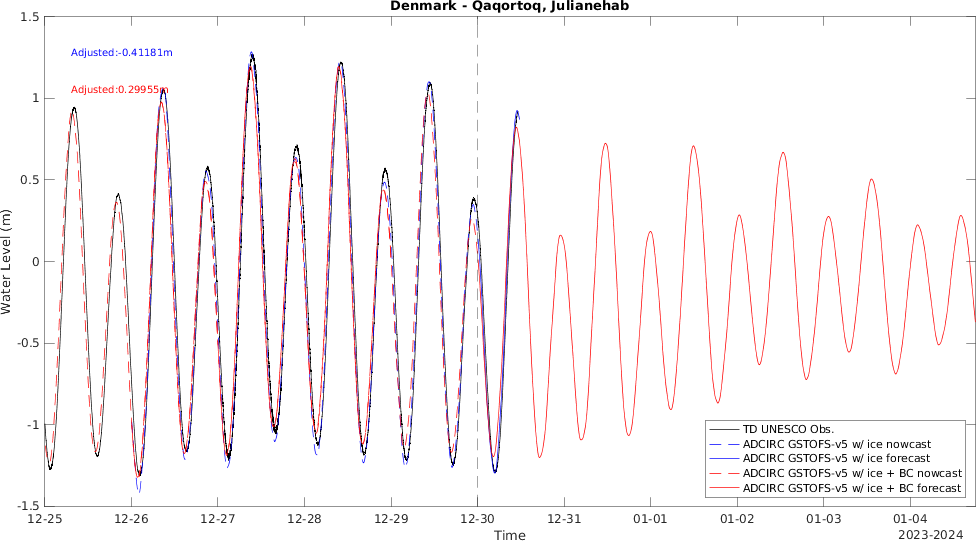 Denmark - Qaqortoq, Julianehab
1.5
Adjusted:-0.41181m
1
Adjusted:0.29955m
0.5
0
-0.5
-1
-1.5
Water Level (m)
TD UNESCO Obs.
ADCIRC GSTOFS-v5 w/ ice nowcast
ADCIRC GSTOFS-v5 w/ ice forecast
ADCIRC GSTOFS-v5 w/ ice + BC nowcast
ADCIRC GSTOFS-v5 w/ ice + BC forecast
12-25 12-26 12-27 12-28 12-29 12-30 12-31 01-01 01-02 01-03 01-04
Time
2023-2024